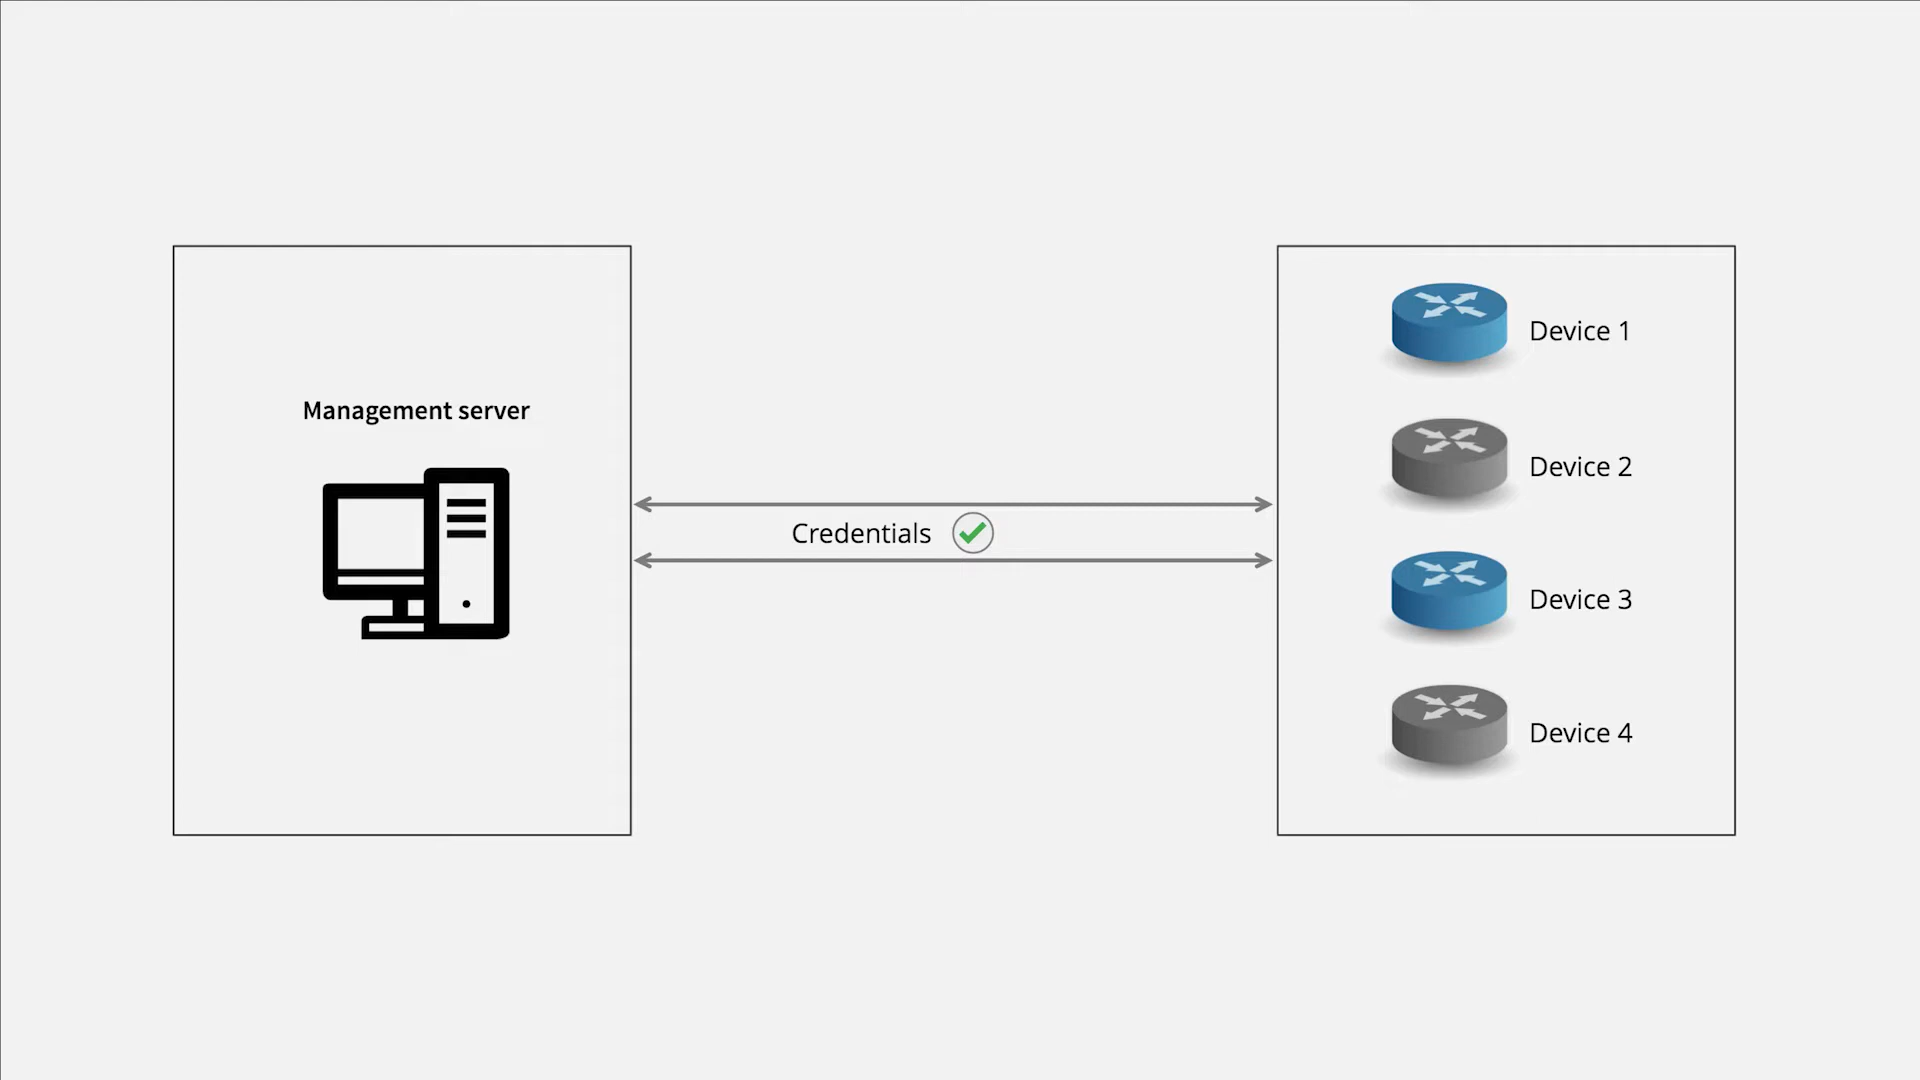 Management server
Credentials
Device 1
Device 2
Device 3
Device 4